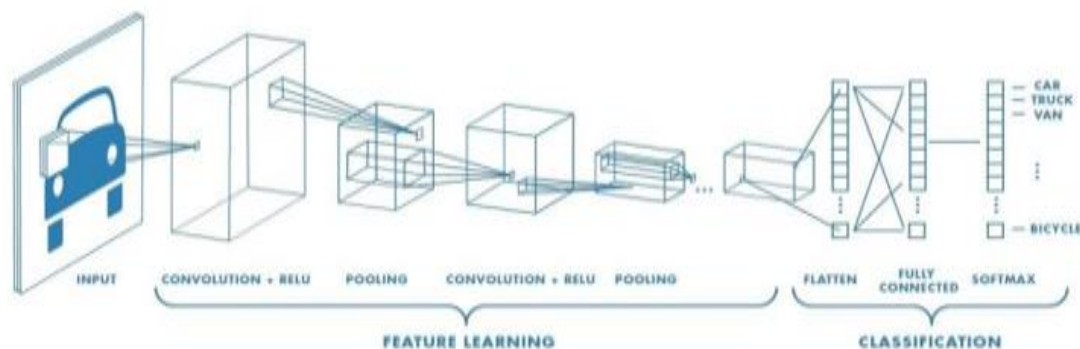 CAR
TRUCK
VAN
BICYCLE
INPUT
CONVOLUTION + RELU
POOLING
CONVOLUTION + RELU
POOLING
FLATTEN
FULLY
CONNECTED
SOFTMAX
FEATURE LEARNING
CLASSIFICATION